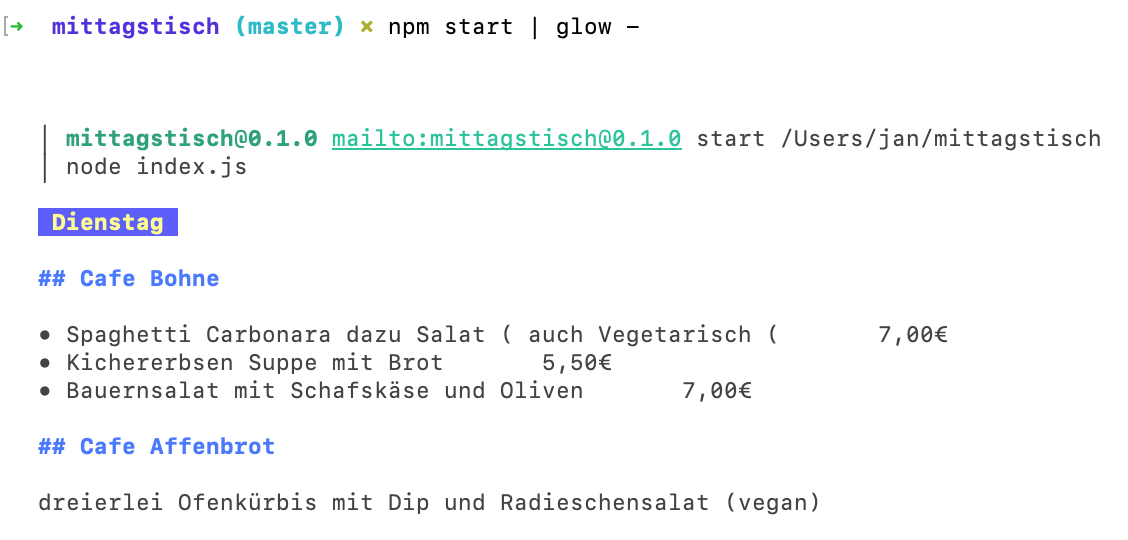 [➜ mittagstisch (master) × npm start | glow -
mittagstisch@0.1.0 mailto:mittagstisch@0.1.0 start /Users/jan/mittagstisch
node index.js
Dienstag
## Cafe Bohne
• Spaghetti Carbonara dazu Salat ( auch Vegetarisch ( 7,00€
• Kichererbsen Suppe mit Brot 5,50€
• Bauernsalat mit Schafskäse und Oliven 7,00€
## Cafe Affenbrot
dreierlei Ofenkürbis mit Dip und Radieschensalat (vegan)